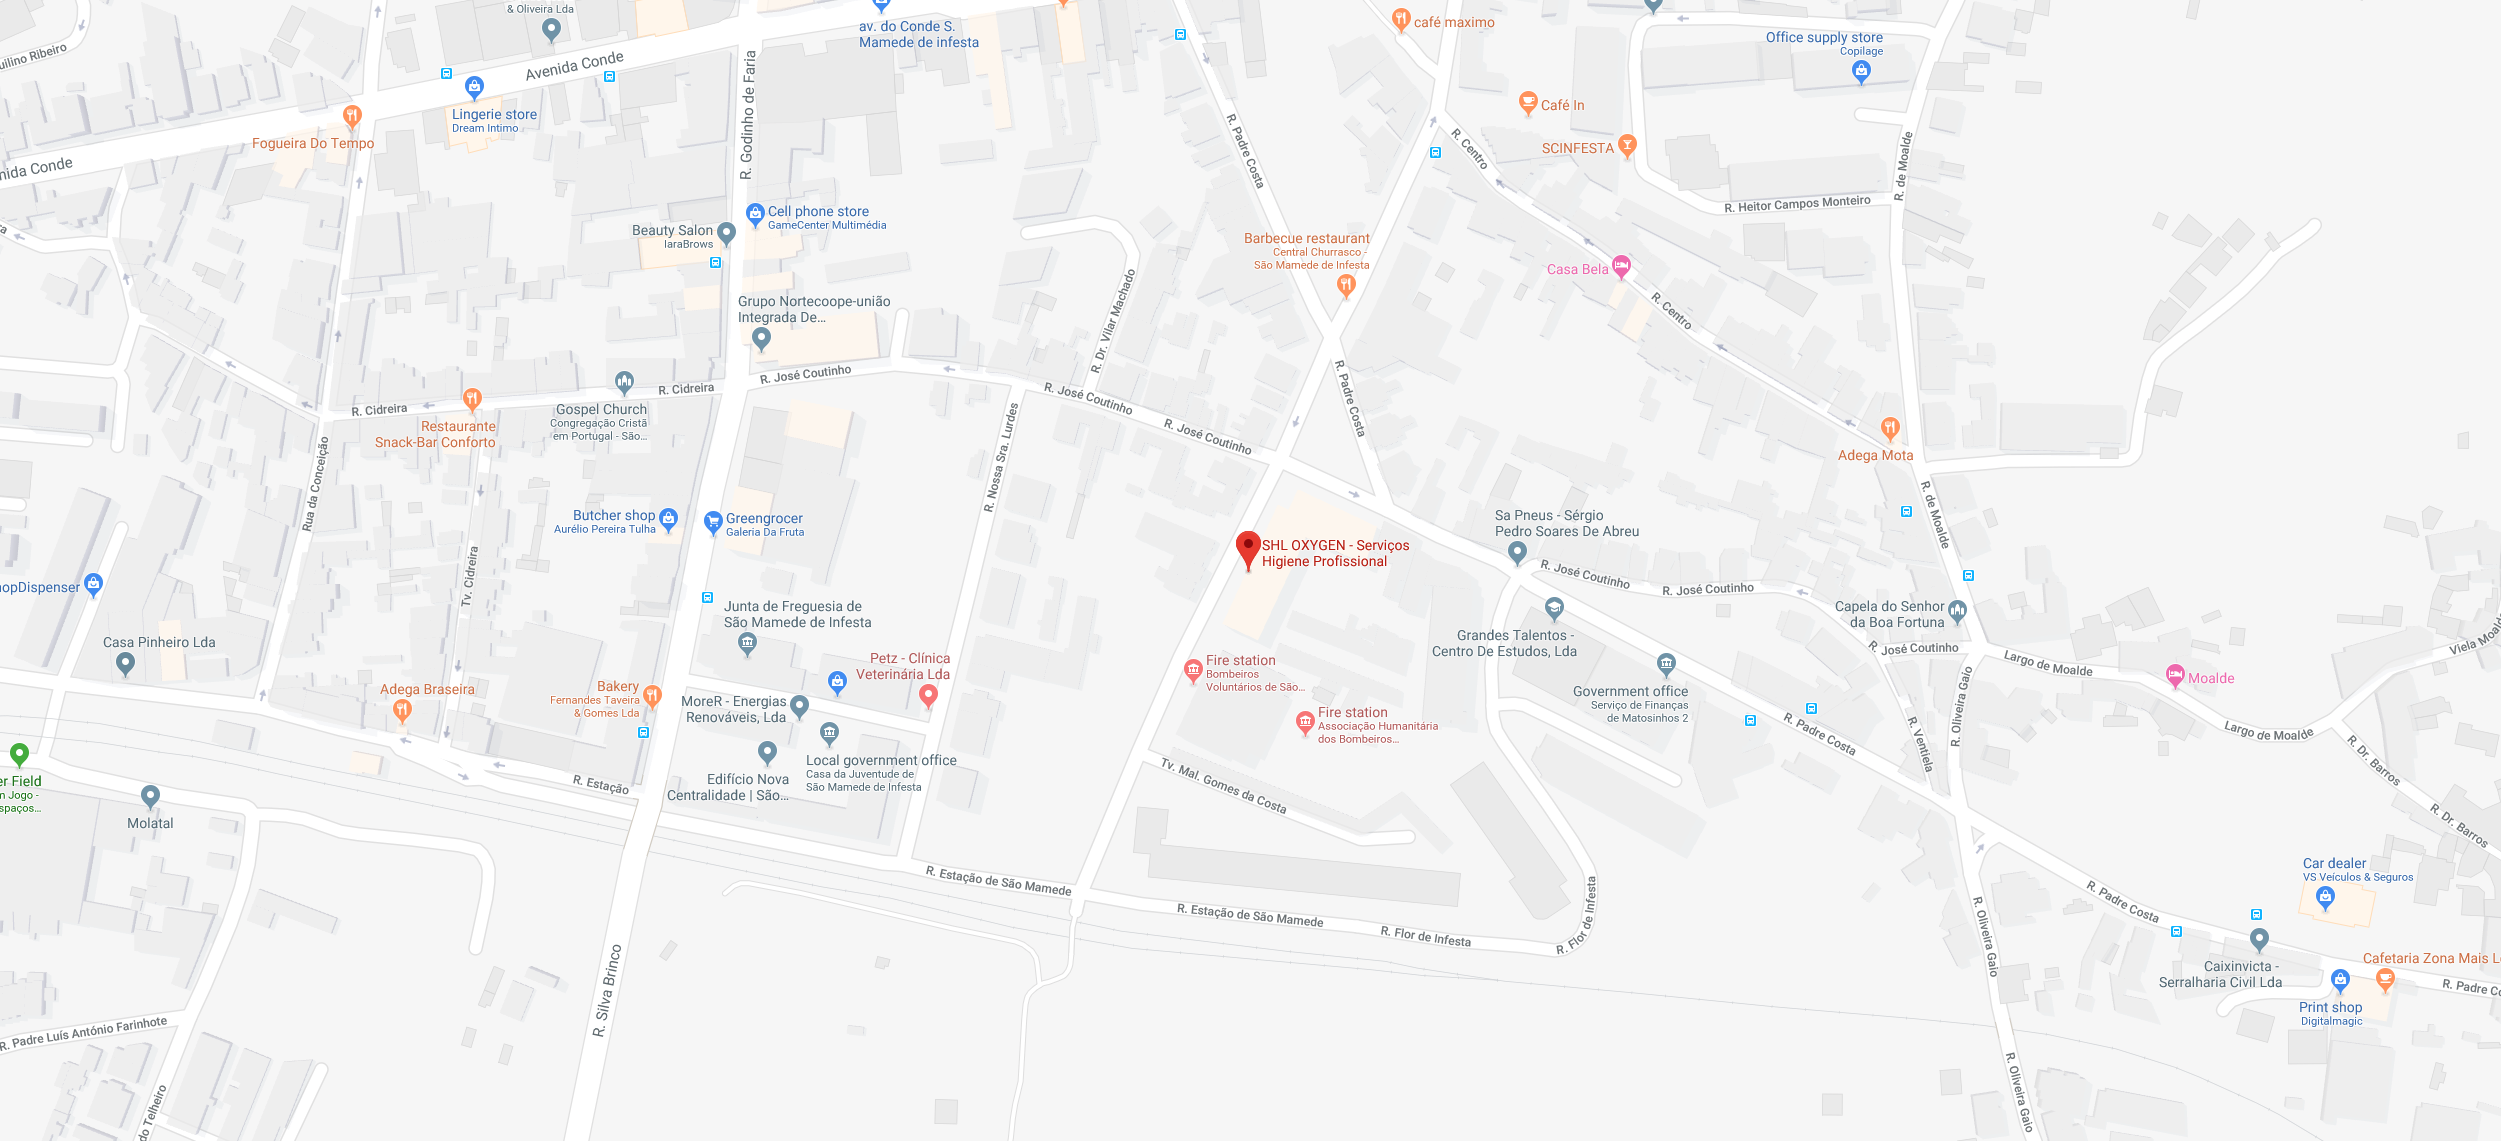 & Oliveira Lda
av. do Conde S.
Mamede de infesta
café maximo
Office supply store
Copilage
Avenida Conde
Lingerie store
Dream Intimo
Fogueira Do Tempo
R. Godinho de Faria
R. Padre Costa
Café In
SCINFESTA
R. Centro
R. de Moalde
R. Heitor Campos Monteiro
Cell phone store
GameCenter Multimédia
Beauty Salon
IaraBrows
Barbecue restaurant
Central Churrasco -
São Mamede de Infesta
Casa Bela
R. Centro
R. Dr. Vilar Machado
Grupo Nortecoope-união
Integrada De...
R. José Coutinho
R. Cidreira
R. Cidreira
Gospel Church
Congregação Cristã
em Portugal - São...
Restaurante
Snack-Bar Conforto
R. José Coutinho
R. José Coutinho
R. Padre Costa
R. Nossa Sra. Lurdes
Adega Mota
R. de Moalde
Rua da Conceição
Butcher shop
Aurélio Pereira Tulha
Greengrocer
Galeria Da Fruta
Sa Pneus - Sérgio
Pedro Soares De Abreu
SHL OXYGEN - Serviços
Higiene Profissional
Tv. Cidreira
R. José Coutinho
R. José Coutinho
Junta de Freguesia de
São Mamede de Infesta
Casa Pinheiro Lda
Grandes Talentos -
Centro De Estudos, Lda
Capela do Senhor
da Boa Fortuna
R. José Coutinho
Largo de Moalde
Viela Moalde
Petz - Clínica
Veterinária Lda
Fire station
Bombeiros
Voluntários de São...
Moalde
Adega Braseira
Bakery
Fernandes Taveira
& Gomes Lda
MoreR - Energias
Renováveis, Lda
Government office
Serviço de Finanças
de Matosinhos 2
Fire station
Associação Humanitária
dos Bombeiros...
R. Padre Costa
R. Oliveira Gaio
R. Ventiela
Largo de Moalde
R. Dr. Barros
Local government office
Casa da Juventude de
São Mamede de Infesta
Edifício Nova
Centralidade | São...
R. Estação
Tv. Mal. Gomes da Costa
er Field
m Jogo -
spaços...
Molatal
R. Dr. Barros
R. Estação de São Mamede
R. Estação de São Mamede
R. Flor de Infesta
R. Flor de Infesta
Car dealer
VS Veículos & Seguros
R. Padre Costa
R. Oliveira Gaio
R. Silva Brinco
Caixinvicta -
Serralharia Civil Lda
Cafetaria Zona Mais
R. Padre
Print shop
Digitalmagic
R. Padre Luís António Farinhote
R. Oliveira Gaio
do Telheiro